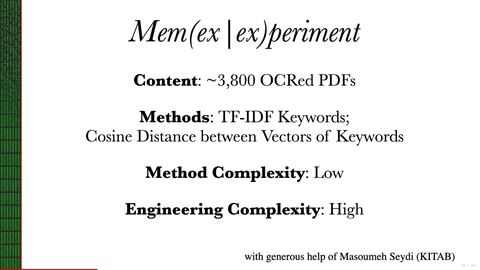 Mem(ex|ex)periment
Content: ~3,800 OCRed PDFs
Methods: TF-IDF Keywords;
Cosine Distance between Vectors of Keywords
Method Complexity: Low
Engineering Complexity: High
with generous help of Masoumeh Seydi (KITAB)